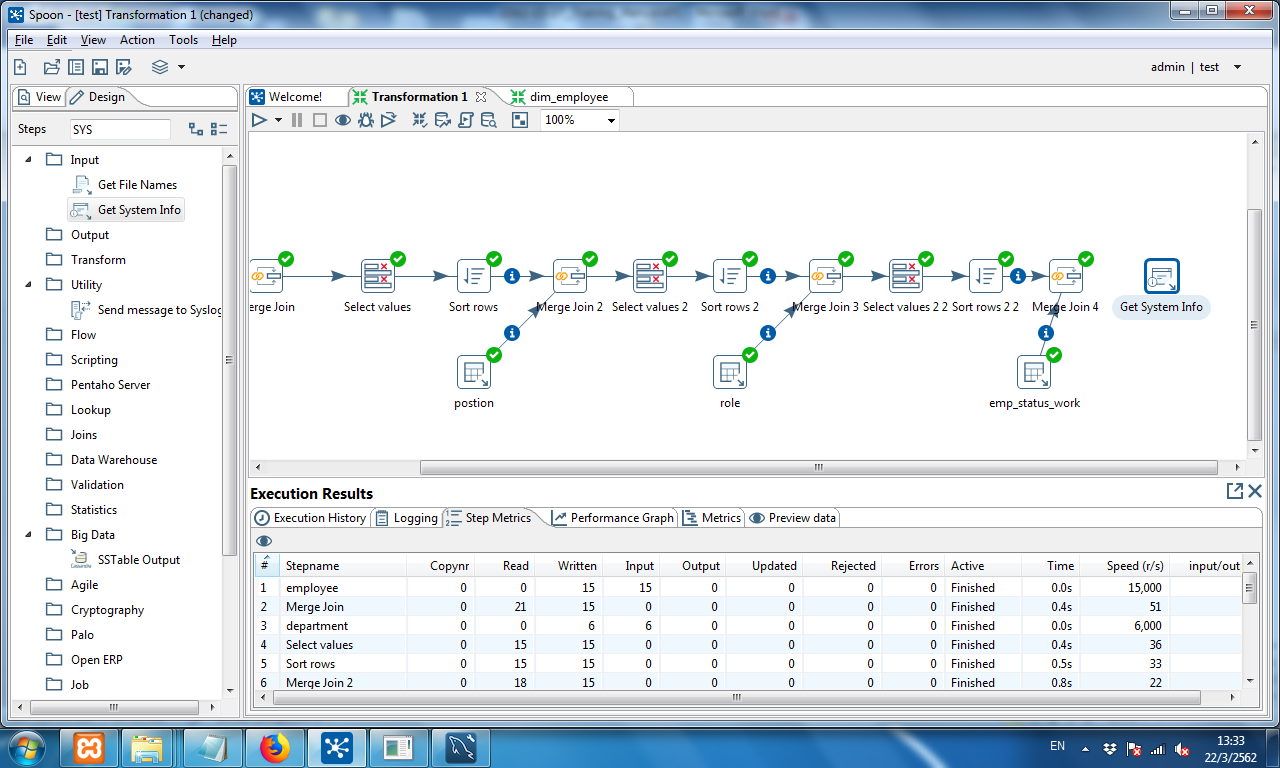 Spoon - [test] Transformation 1 (changed)
File Edit View Action Tools Help
admin | test
View Design
Steps SYS
Input
Get File Names
Get System Info
Output
Transform
Utility
Send message to Syslog
Flow
Scripting
Pentaho Server
Lookup
Joins
Data Warehouse
Validation
Statistics
Big Data
SSTable Output
Agile
Cryptography
Palo
Open ERP
Job
Welcome! Transformation 1 dim_employee
100%
erge Join Select values Sort rows Merge Join 2 Select values 2 Sort rows 2 Merge Join 3 Select values 2 2 Sort rows 2 2 Merge Join 4 Get System Info
postion role emp_status_work
Execution Results
Execution History Logging Step Metrics Performance Graph Metrics Preview data
# Stepname Copynr Read Written Input Output Updated Rejected Errors Active Time Speed (r/s) input/out
1 employee 0 0 15 15 0 0 0 0 Finished 0.0s 15,000
2 Merge Join 0 21 15 0 0 0 0 0 Finished 0.4s 51
3 department 0 0 6 6 0 0 0 0 Finished 0.0s 6,000
4 Select values 0 15 15 0 0 0 0 0 Finished 0.4s 36
5 Sort rows 0 15 15 0 0 0 0 0 Finished 0.5s 33
6 Merge Join 2 0 18 15 0 0 0 0 0 Finished 0.8s 22
EN
13:33
22/3/2562